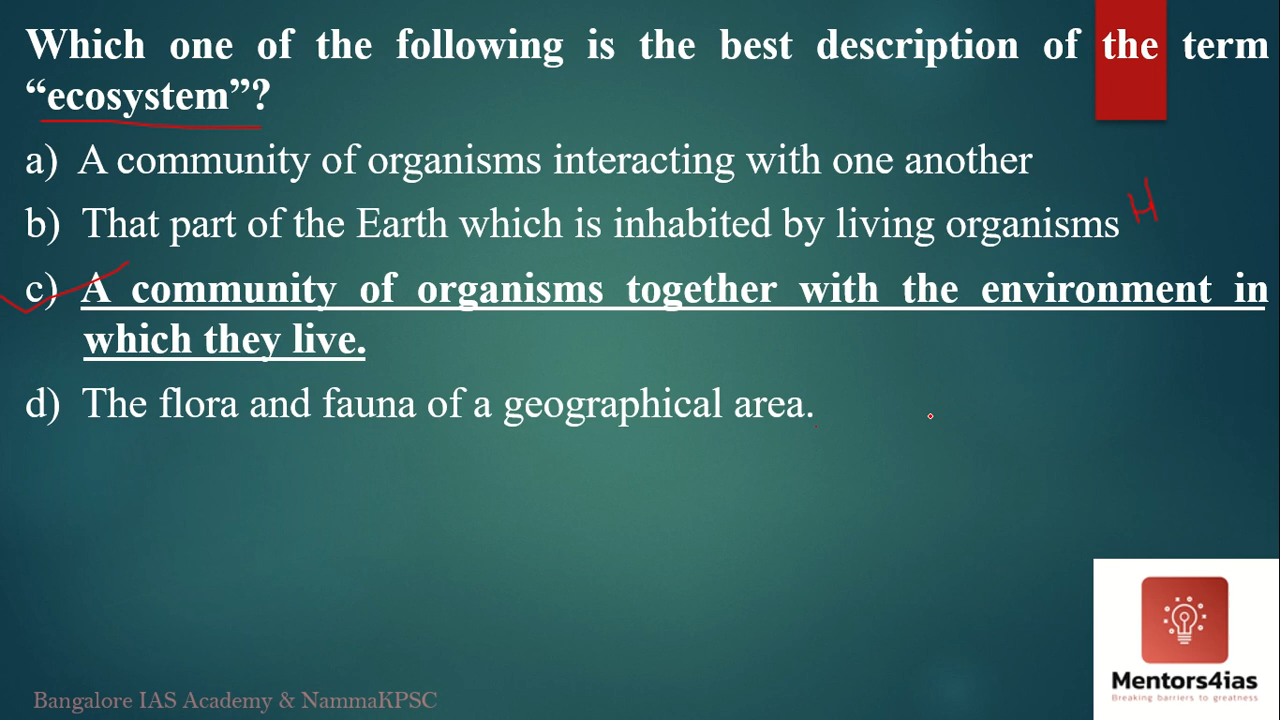 Which one of the following is the best description of the term
“ecosystem”?
a) A community of organisms interacting with one another
b) That part of the Earth which is inhabited by living organisms
H
c) A community of organisms together with the environment in
which they live.
d) The flora and fauna of a geographical area.
Mentors4ias
Breaking barriers to greatness
Bangalore IAS Academy & NammaKPSC